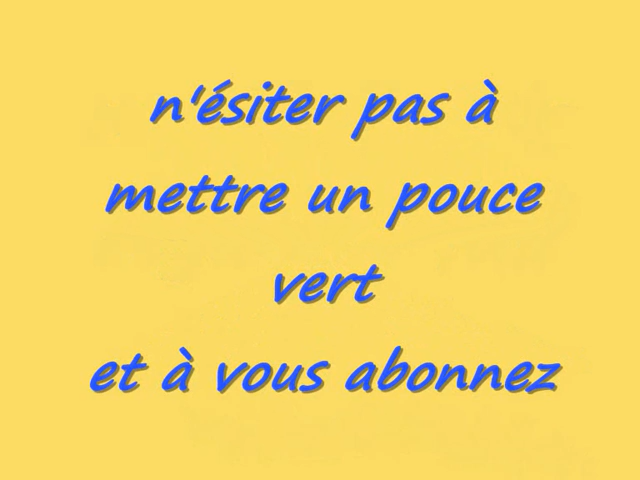 n'ésiter pas à
mettre un pouce
vert
et à vous abonnez